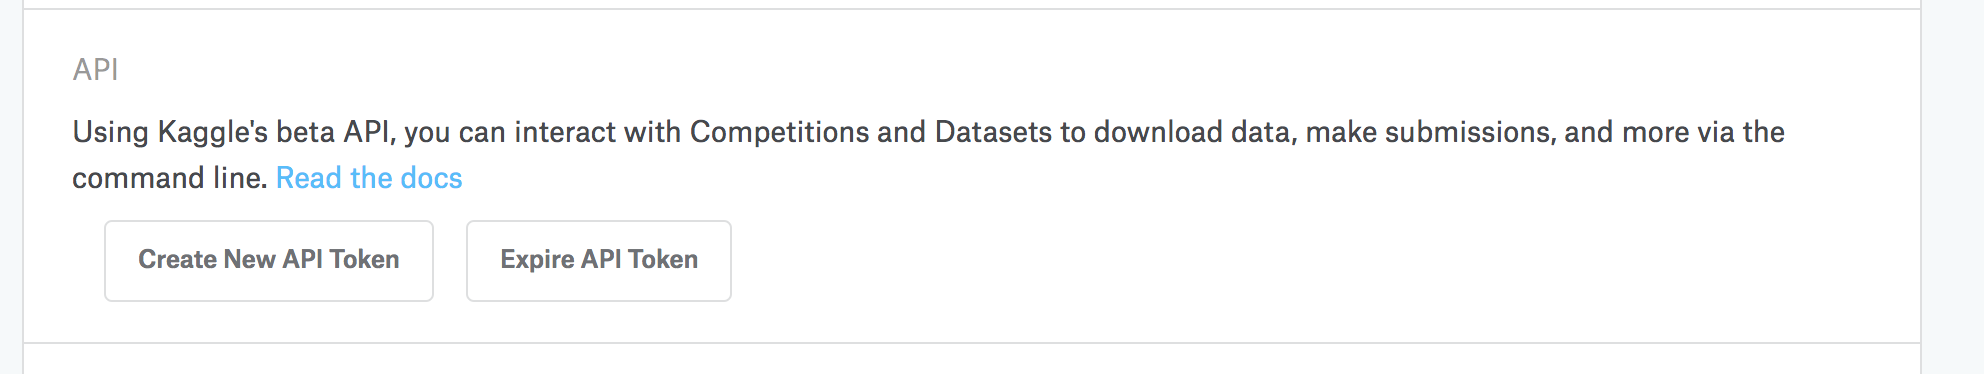 API
Using Kaggle's beta API, you can interact with Competitions and Datasets to download data, make submissions, and more via the
command line. Read the docs
Create New API Token Expire API Token